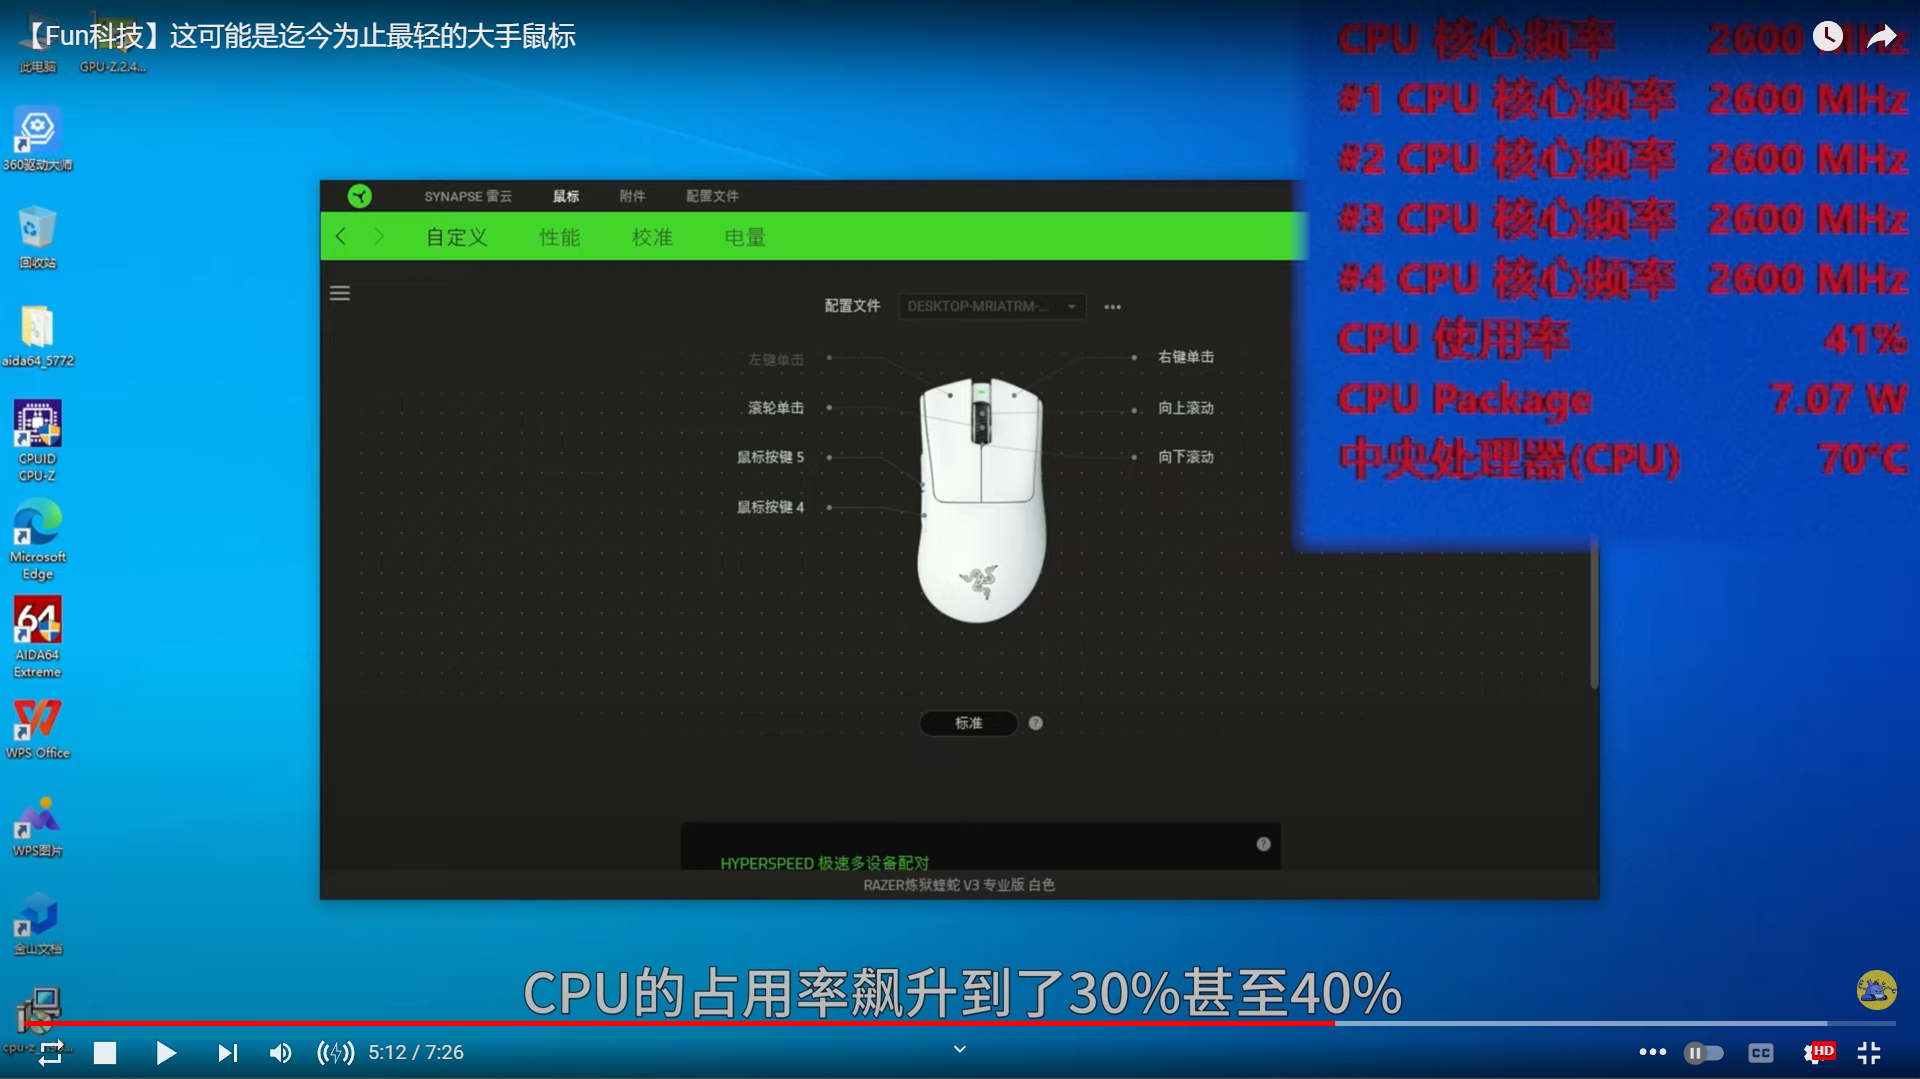 【Fun科技】这可能是迄今为止最轻的大手鼠标
此电脑
GPU-Z.2.4...
360驱动大师
回收站
aida64_5772
CPUID
CPU-Z
Microsoft
Edge
64
AIDA64
Extreme
WPS Office
WPS图片
金山文档
SYNAPSE 雷云
鼠标
附件
配置文件
自定义
性能
校准
电量
配置文件
DESKTOP-MRIATRM-...
左键单击
滚轮单击
鼠标按键 5
鼠标按键 4
右键单击
向上滚动
向下滚动
标准
HYPERSPEED 极速多设备配对
RAZER炼狱蝰蛇 V3 专业版 白色
CPU 核心频率 2600 MHz
#1 CPU 核心频率 2600 MHz
#2 CPU 核心频率 2600 MHz
#3 CPU 核心频率 2600 MHz
#4 CPU 核心频率 2600 MHz
CPU 使用率 41%
CPU Package 7.07 W
中央处理器(CPU) 70°C
CPU的占用率飙升到了30%甚至40%
5:12 / 7:26
CC
HD